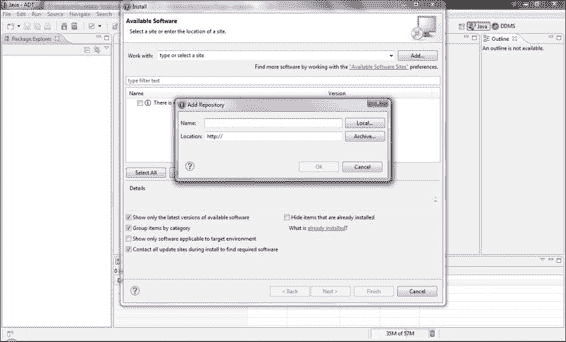 Java - ADT
Install
File Edit Run Source
Available Software
Select a site or enter the location of a site.
Java DDMS
Package Explorer
Outline
An outline is not available.
Work with: type or select a site
Add...
Find more software by working with the "Available Software Sites" preferences.
type filter text
Name Version
There is
Add Repository
Name:
Local...
Location: http://
Archive...
OK Cancel
Select All
Details
Show only the latest versions of available software
Hide items that are already installed
Group items by category
What is already installed?
Show only software applicable to target environment
Contact all update sites during install to find required software
< Back Next > Finish Cancel
35M of 57M